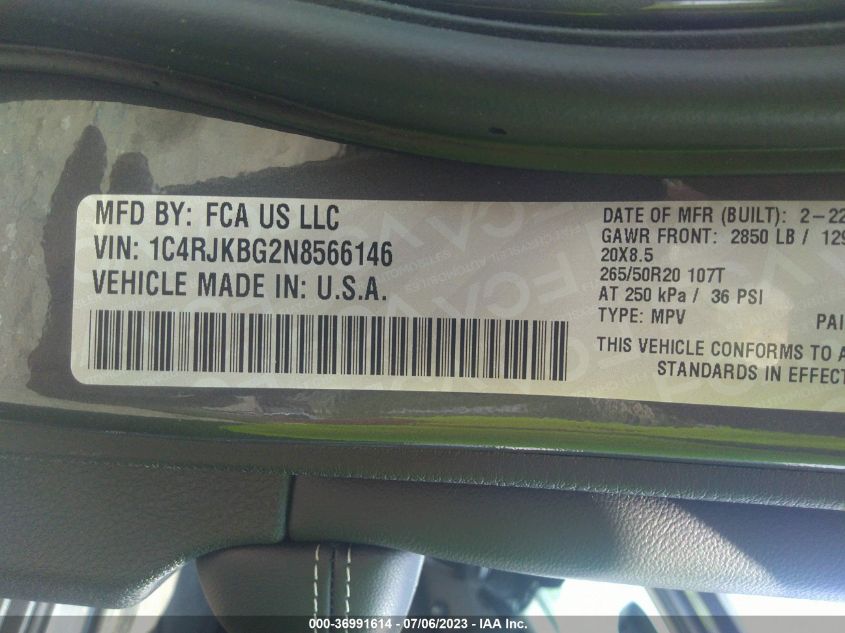 MFD BY: FCA US LLC
VIN: 1C4RJKBG2N8566146
VEHICLE MADE IN: U.S.A.
DATE OF MFR (BUILT): 2-22
GAWR FRONT: 2850 LB / 129
20X8.5
265/50R20 107T
AT 250 kPa / 36 PSI
TYPE: MPV PAI
THIS VEHICLE CONFORMS TO A
STANDARDS IN EFFECT
000-36991614 - 07/06/2023 - IAA Inc.